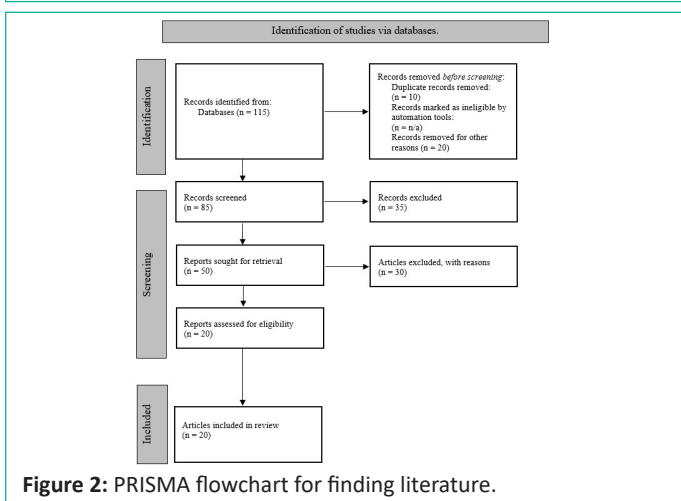 Identification of studies via databases.
Identification
Records identified from:
Databases (n = 115)
Records removed before screening:
Duplicate records removed:
(n = 10)
Records marked as ineligible by
automation tools:
(n = n/a)
Records removed for other
reasons (n = 20)
Screening
Records screened
(n = 85)
Records excluded
(n = 35)
Reports sought for retrieval
(n = 50)
Articles excluded, with reasons
(n = 30)
Reports assessed for eligibility
(n = 20)
Included
Articles included in review
(n = 20)
Figure 2: PRISMA flowchart for finding literature.